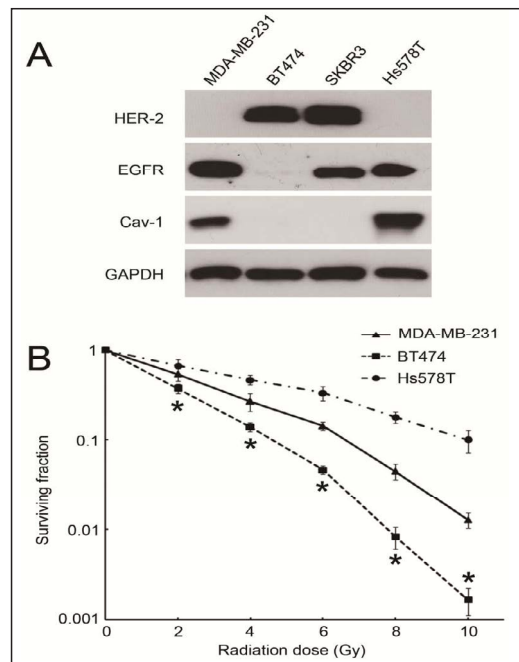 A
MDA-MB-231
BT474
SKBR3
Hs578T
HER-2
EGFR
Cav-1
GAPDH
B
MDA-MB-231
BT474
Hs578T
1
0.1
0.01
0.001
Surviving fraction
*
*
*
*
*
0
2
4
6
8
10
Radiation dose (Gy)